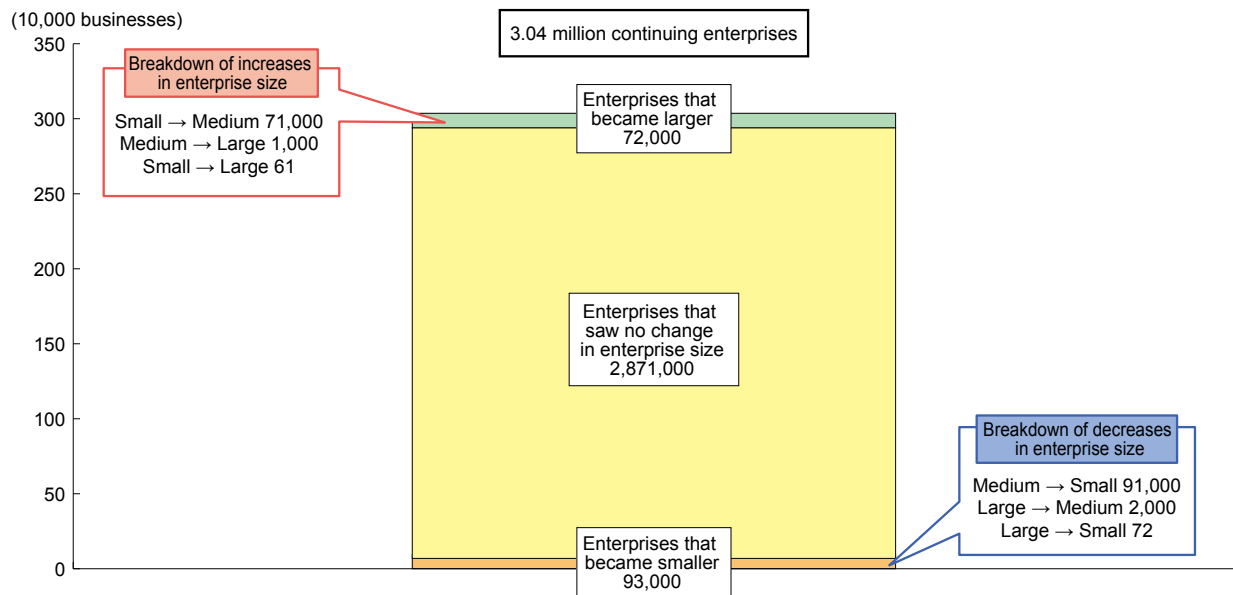 (10,000 businesses)
350
300
250
200
150
100
50
0
3.04 million continuing enterprises
Breakdown of increases
in enterprise size
Small → Medium 71,000
Medium → Large 1,000
Small → Large 61
Enterprises that
became larger
72,000
Enterprises that
saw no change
in enterprise size
2,871,000
Breakdown of decreases
in enterprise size
Medium → Small 91,000
Large → Medium 2,000
Large → Small 72
Enterprises that
became smaller
93,000